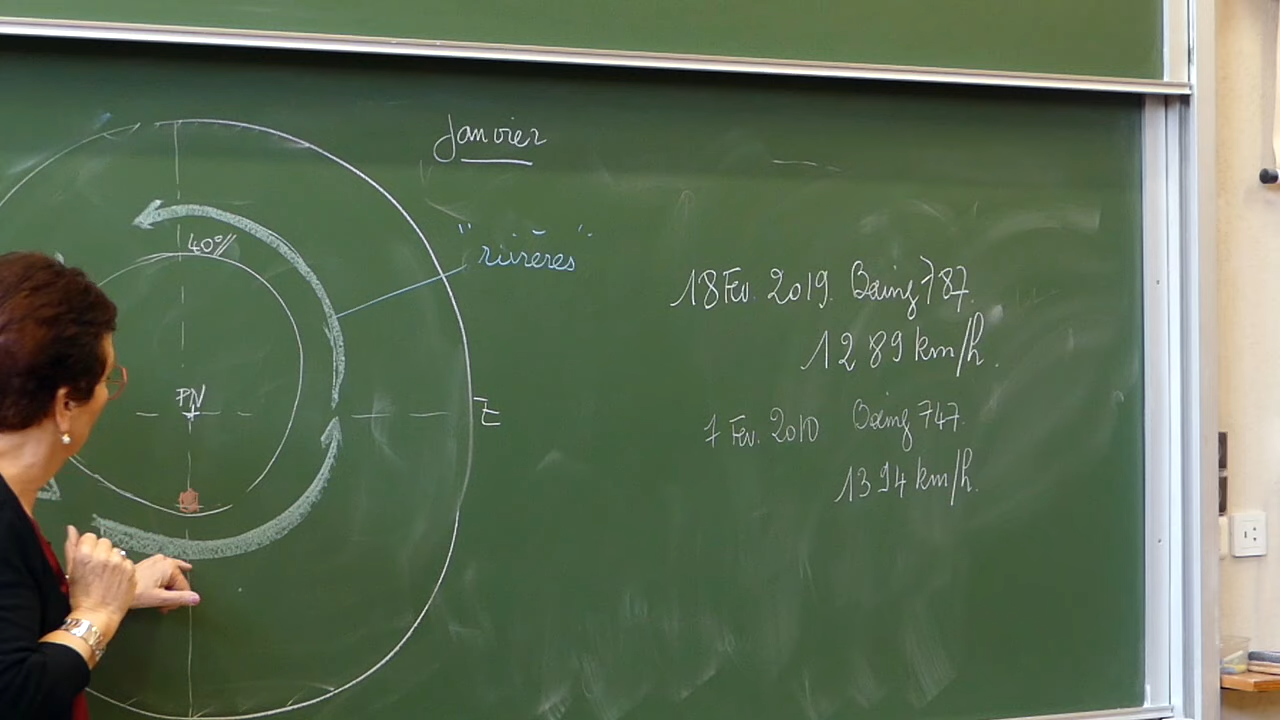 Janvier
"rivières"
40%
PN
E
18 Fev. 2019. Boeing 787.
1289 km/h.
7 Fev. 2010 Boeing 747.
1394 km/h.